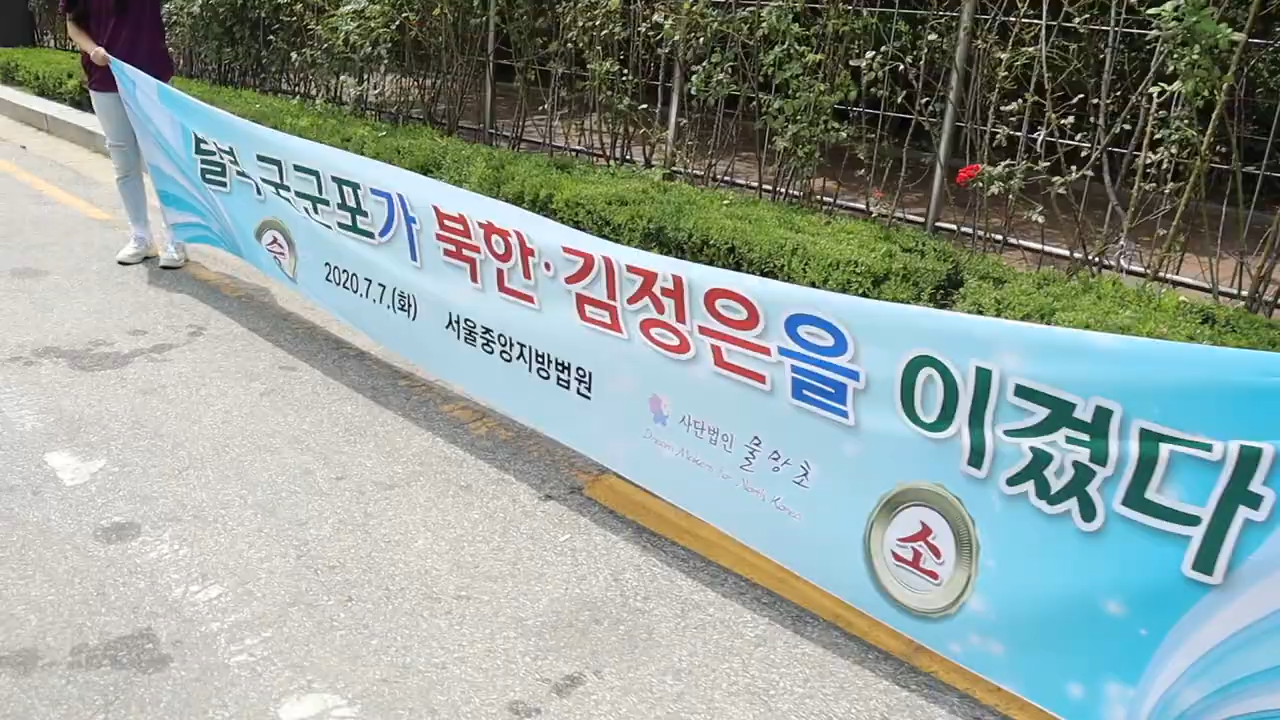 탈북 국군포가 북한·김정은을 이겼다
승
2020.7.7.(화)
서울중앙지방법원
사단법인 물망초
Dream Makers for North Korea
소